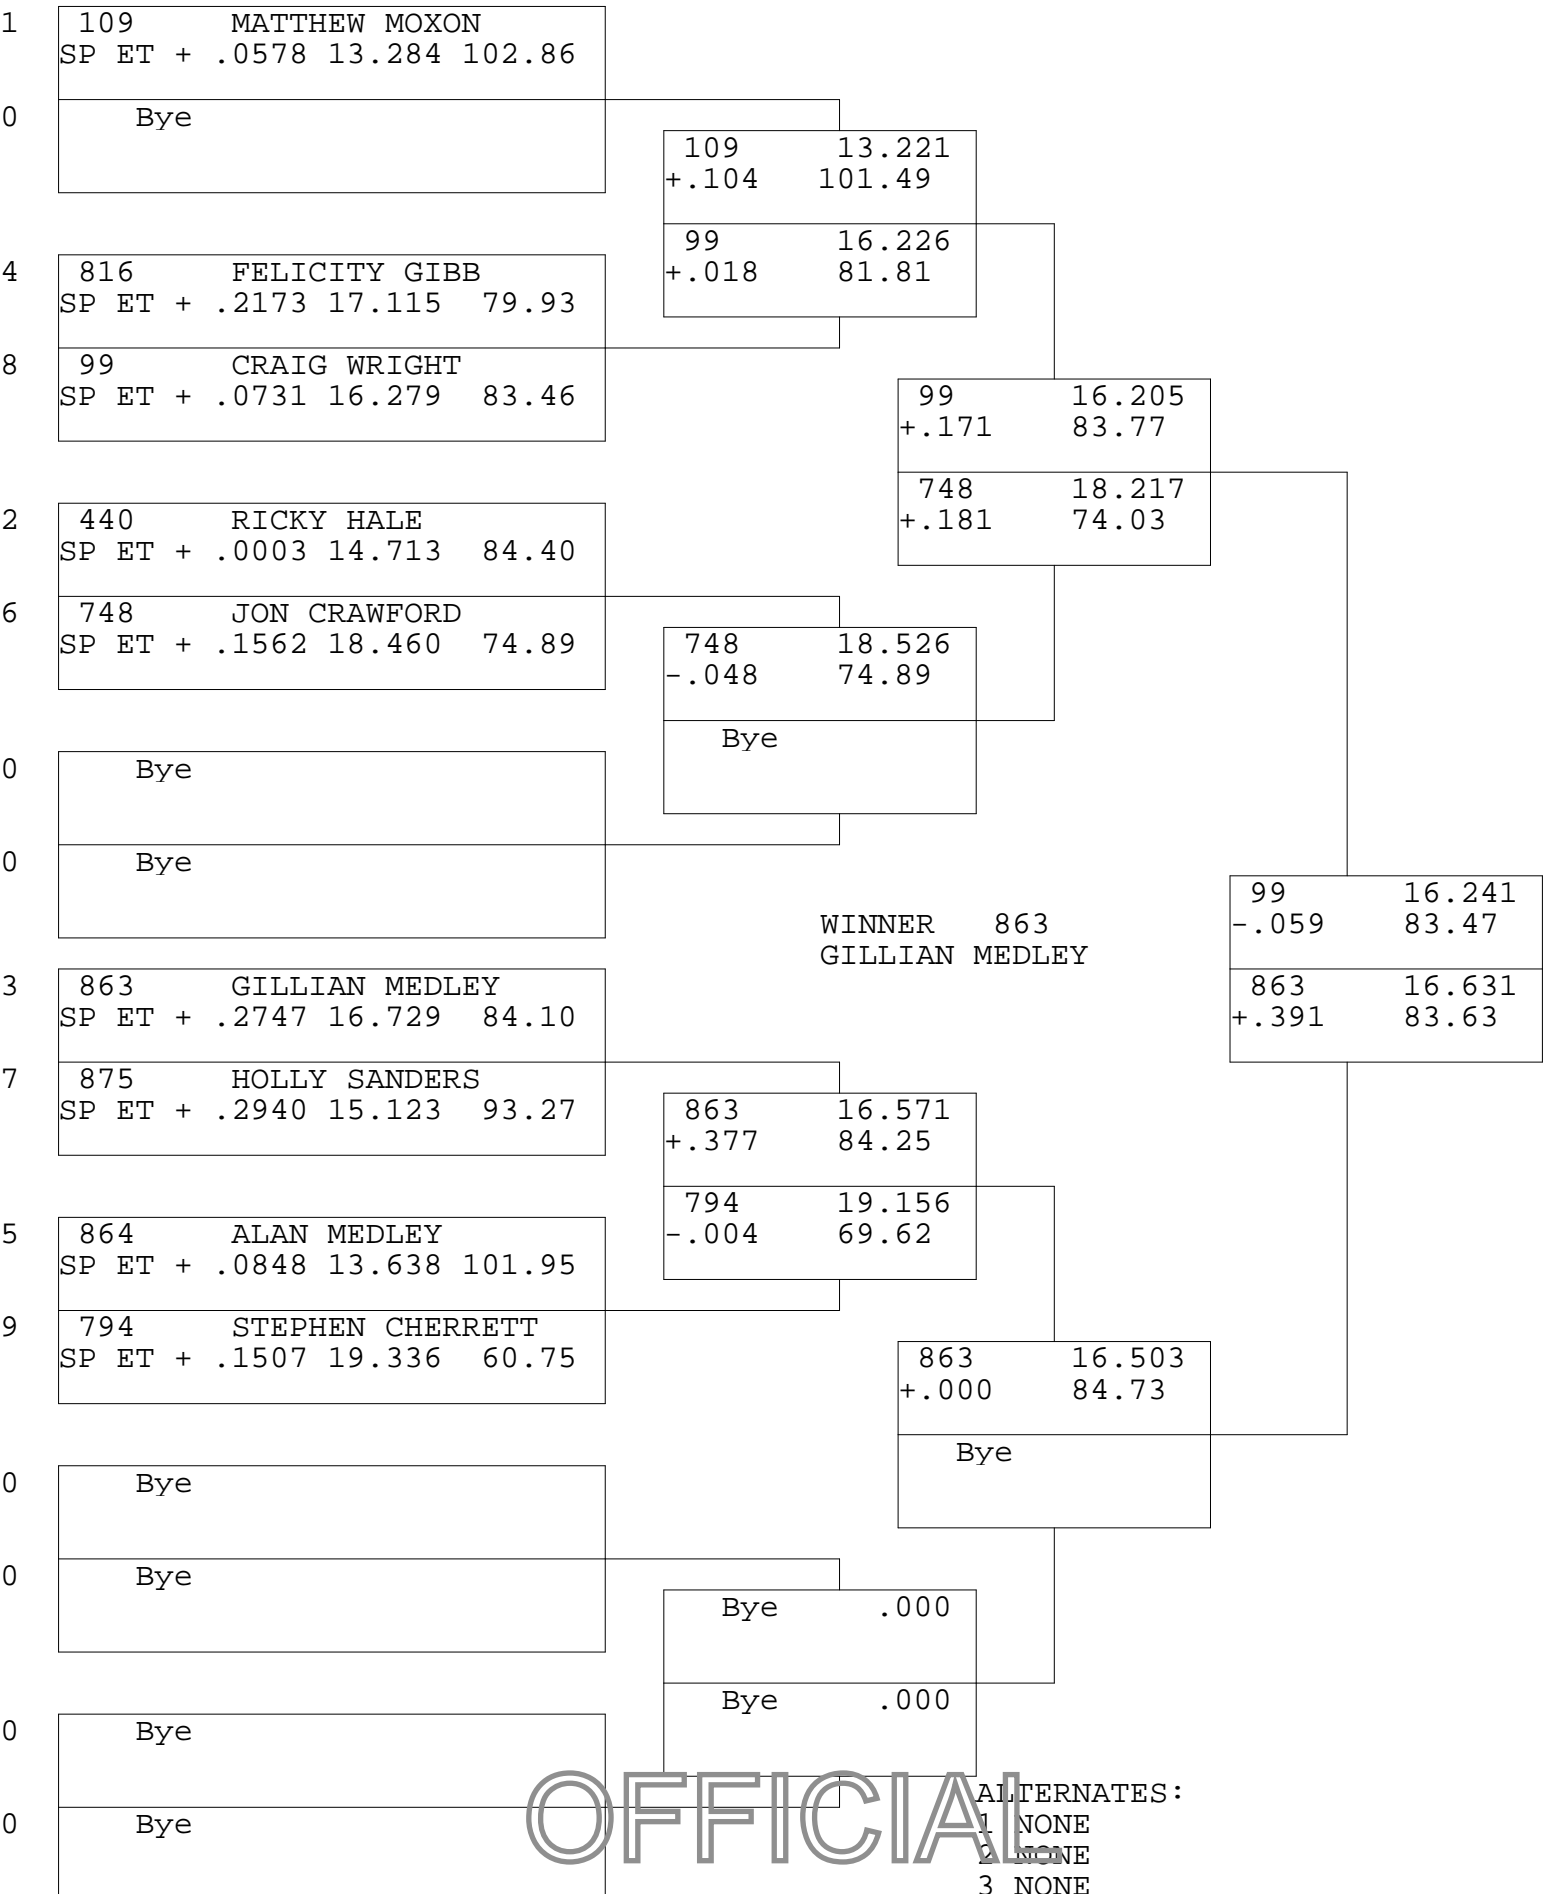 1 109 MATTHEW MOXON
SP ET + .0578 13.284 102.86
0 Bye
109 13.221
+.104 101.49
99 16.226
+.018 81.81
4 816 FELICITY GIBB
SP ET + .2173 17.115 79.93
8 99 CRAIG WRIGHT
SP ET + .0731 16.279 83.46
99 16.205
+.171 83.77
748 18.217
+.181 74.03
2 440 RICKY HALE
SP ET + .0003 14.713 84.40
6 748 JON CRAWFORD
SP ET + .1562 18.460 74.89
748 18.526
-.048 74.89
Bye
0 Bye
0 Bye
WINNER 863
GILLIAN MEDLEY
99 16.241
-.059 83.47
863 16.631
+.391 83.63
3 863 GILLIAN MEDLEY
SP ET + .2747 16.729 84.10
7 875 HOLLY SANDERS
SP ET + .2940 15.123 93.27
863 16.571
+.377 84.25
794 19.156
-.004 69.62
5 864 ALAN MEDLEY
SP ET + .0848 13.638 101.95
9 794 STEPHEN CHERRETT
SP ET + .1507 19.336 60.75
863 16.503
+.000 84.73
Bye
0 Bye
0 Bye
Bye .000
Bye .000
0 Bye
0 Bye
OFFICIAL
ALTERNATES:
1 NONE
2 NONE
3 NONE